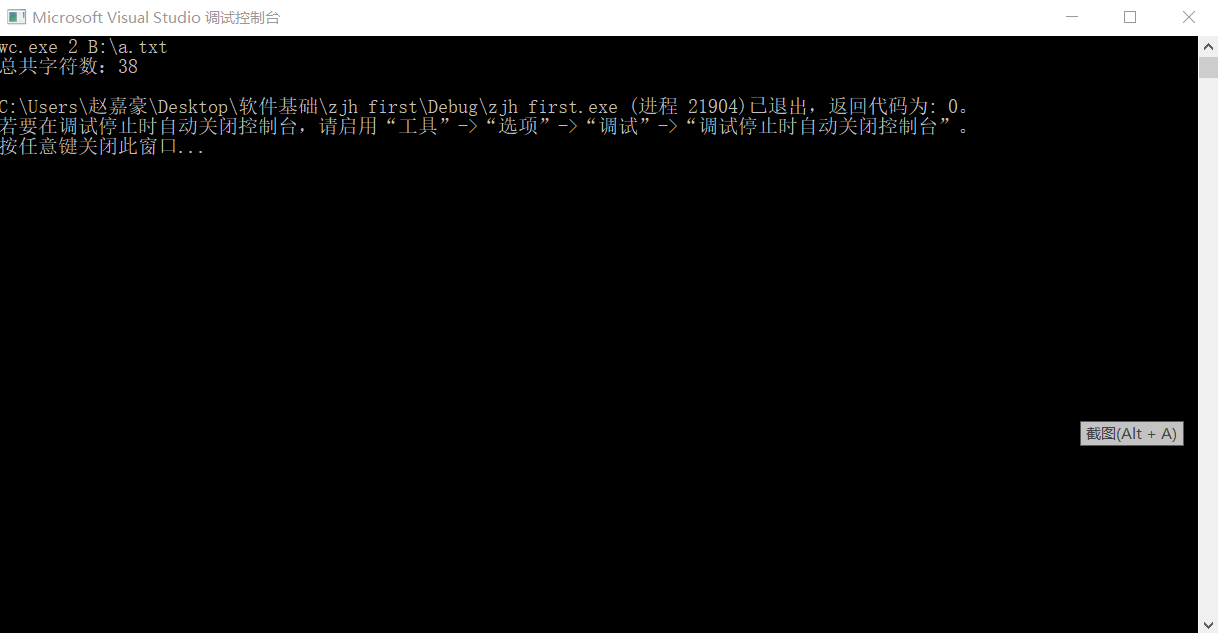 Microsoft Visual Studio 调试控制台
wc.exe 2 B:\a.txt
总共字符数：38
C:\Users\赵嘉豪\Desktop\软件基础\zjh first\Debug\zjh first.exe (进程 21904)已退出，返回代码为: 0。
若要在调试停止时自动关闭控制台，请启用“工具”->“选项”->“调试”->“调试停止时自动关闭控制台”。
按任意键关闭此窗口...
截图(Alt + A)